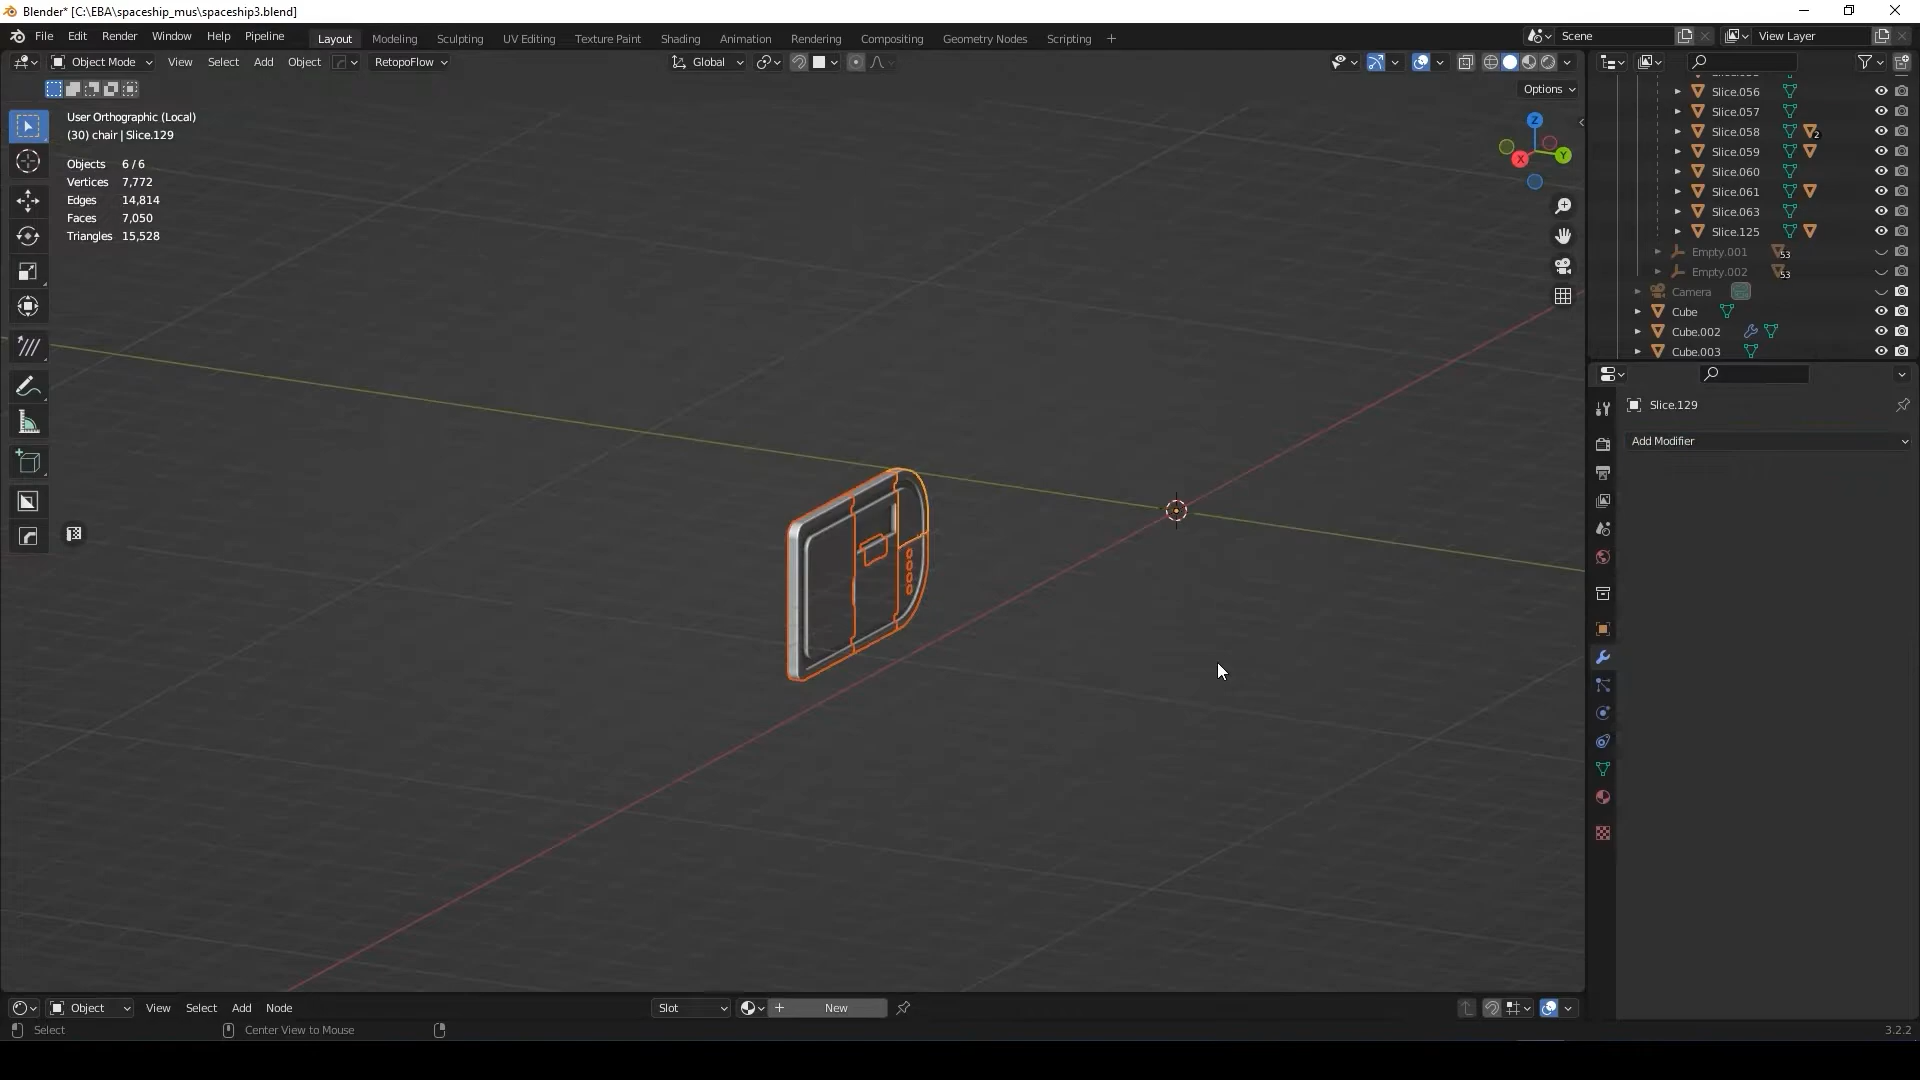 Blender* [C:\EBA\spaceship_mus\spaceship3.blend]
File Edit Render Window Help Pipeline Layout Modeling Sculpting UV Editing Texture Paint Shading Animation Rendering Compositing Geometry Nodes Scripting + Scene View Layer
Object Mode View Select Add Object RetopoFlow Global
Options
User Orthographic (Local)
(30) chair | Slice.129
Objects 6/6
Vertices 7,772
Edges 14,814
Faces 7,050
Triangles 15,528
Z
X
Y
Slice.056
Slice.057
Slice.058 2
Slice.059
Slice.060
Slice.061
Slice.063
Slice.125
Empty.001 53
Empty.002 53
Camera
Cube
Cube.002
Cube.003
Slice.129
Add Modifier
Object View Select Add Node Slot New
Select Center View to Mouse 3.2.2